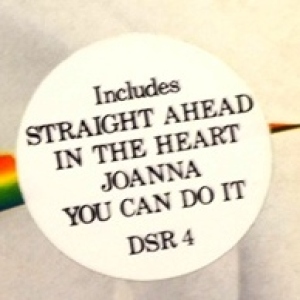 Includes
STRAIGHT AHEAD
IN THE HEART
JOANNA
YOU CAN DO IT
DSR 4